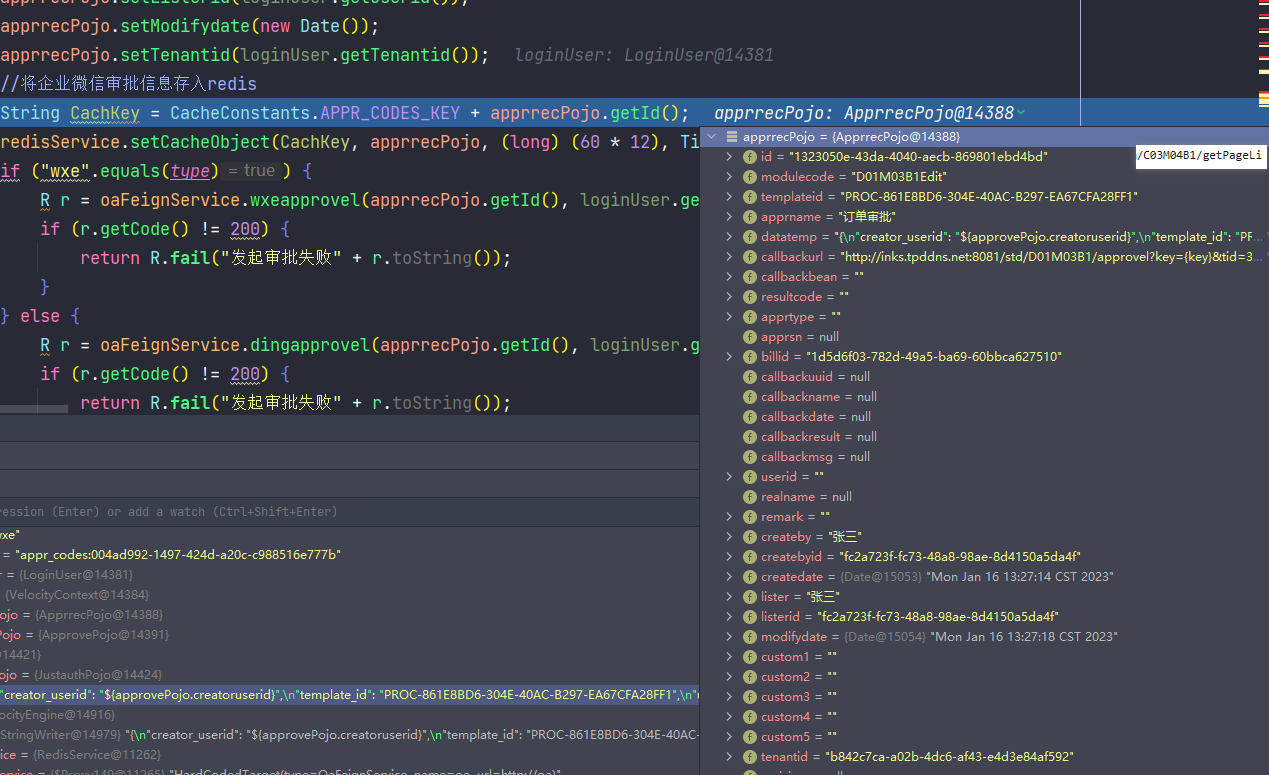 apprrecPojo.setListerid(loginUser.getUserid());
apprrecPojo.setModifydate(new Date());
apprrecPojo.setTenantid(loginUser.getTenantid()); loginUser: LoginUser@14381
//将企业微信审批信息存入redis
String CachKey = CacheConstants.APPR_CODES_KEY + apprrecPojo.getId(); apprrecPojo: ApprrecPojo@14388
redisService.setCacheObject(CachKey, apprrecPojo, (long) (60 * 12), Ti
if ("wxe".equals(type) = true ) {
R r = oaFeignService.wxeapprovel(apprrecPojo.getId(), loginUser.ge
if (r.getCode() != 200) {
return R.fail("发起审批失败" + r.toString());
}
} else {
R r = oaFeignService.dingapprovel(apprrecPojo.getId(), loginUser.g
if (r.getCode() != 200) {
return R.fail("发起审批失败" + r.toString());
ression (Enter) or add a watch (Ctrl+Shift+Enter)
wxe"
= "appr_codes:004ad992-1497-424d-a20c-c988516e777b"
r = {LoginUser@14381}
{VelocityContext@14384}
ojo = {ApprrecPojo@14388}
Pojo = {ApprovePojo@14391}
14421}
ojo = {JustauthPojo@14424}
"creator_userid": "${approvePojo.creatoruserid}",\n"template_id": "PROC-861E8BD6-304E-40AC-B297-EA67CFA28FF1",\n"
ocityEngine@14916}
StringWriter@14979} "{\n"creator_userid": "${approvePojo.creatoruserid}",\n"template_id": "PROC-861E8BD6-304E-40AC-
ice = {RedisService@11262}
ervice = {$Proxy149@11265} "HardCodedTarget(type=OaFeignService, name=oa, url=http://oa)"
apprrecPojo = {ApprrecPojo@14388}
/C03M04B1/getPageLi
id = "1323050e-43da-4040-aecb-869801ebd4bd"
modulecode = "D01M03B1Edit"
templateid = "PROC-861E8BD6-304E-40AC-B297-EA67CFA28FF1"
apprname = "订单审批"
datatemp = "{\n"creator_userid": "${approvePojo.creatoruserid}",\n"template_id": "PF...
callbackurl = "http://inks.tpddns.net:8081/std/D01M03B1/approvel?key={key}&tid=3...
callbackbean = ""
resultcode = ""
apprtype = ""
apprsn = null
billid = "1d5d6f03-782d-49a5-ba69-60bbca627510"
callbackuuid = null
callbackname = null
callbackdate = null
callbackresult = null
callbackmsg = null
userid = ""
realname = null
remark = ""
createby = "张三"
createbyid = "fc2a723f-fc73-48a8-98ae-8d4150a5da4f"
createdate = {Date@15053} "Mon Jan 16 13:27:14 CST 2023"
lister = "张三"
listerid = "fc2a723f-fc73-48a8-98ae-8d4150a5da4f"
modifydate = {Date@15054} "Mon Jan 16 13:27:18 CST 2023"
custom1 = ""
custom2 = ""
custom3 = ""
custom4 = ""
custom5 = ""
tenantid = "b842c7ca-a02b-4dc6-af43-e4d3e84af592"